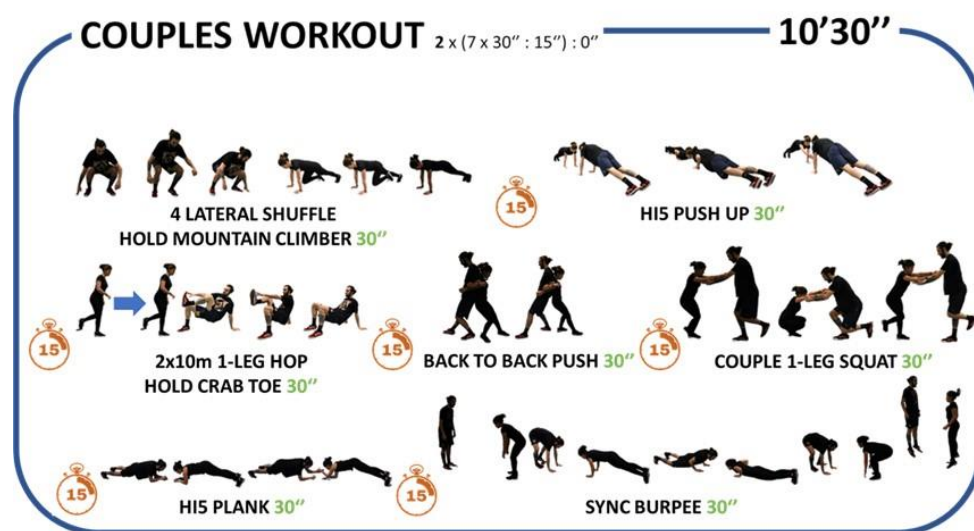 COUPLES WORKOUT 2 x (7 x 30’’ : 15’’) : 0’’ 10’30’’
4 LATERAL SHUFFLE
HOLD MOUNTAIN CLIMBER 30’’
15
HI5 PUSH UP 30’’
15
2x10m 1-LEG HOP
HOLD CRAB TOE 30’’
15
BACK TO BACK PUSH 30’’
15
COUPLE 1-LEG SQUAT 30’’
15
HI5 PLANK 30’’
15
SYNC BURPEE 30’’